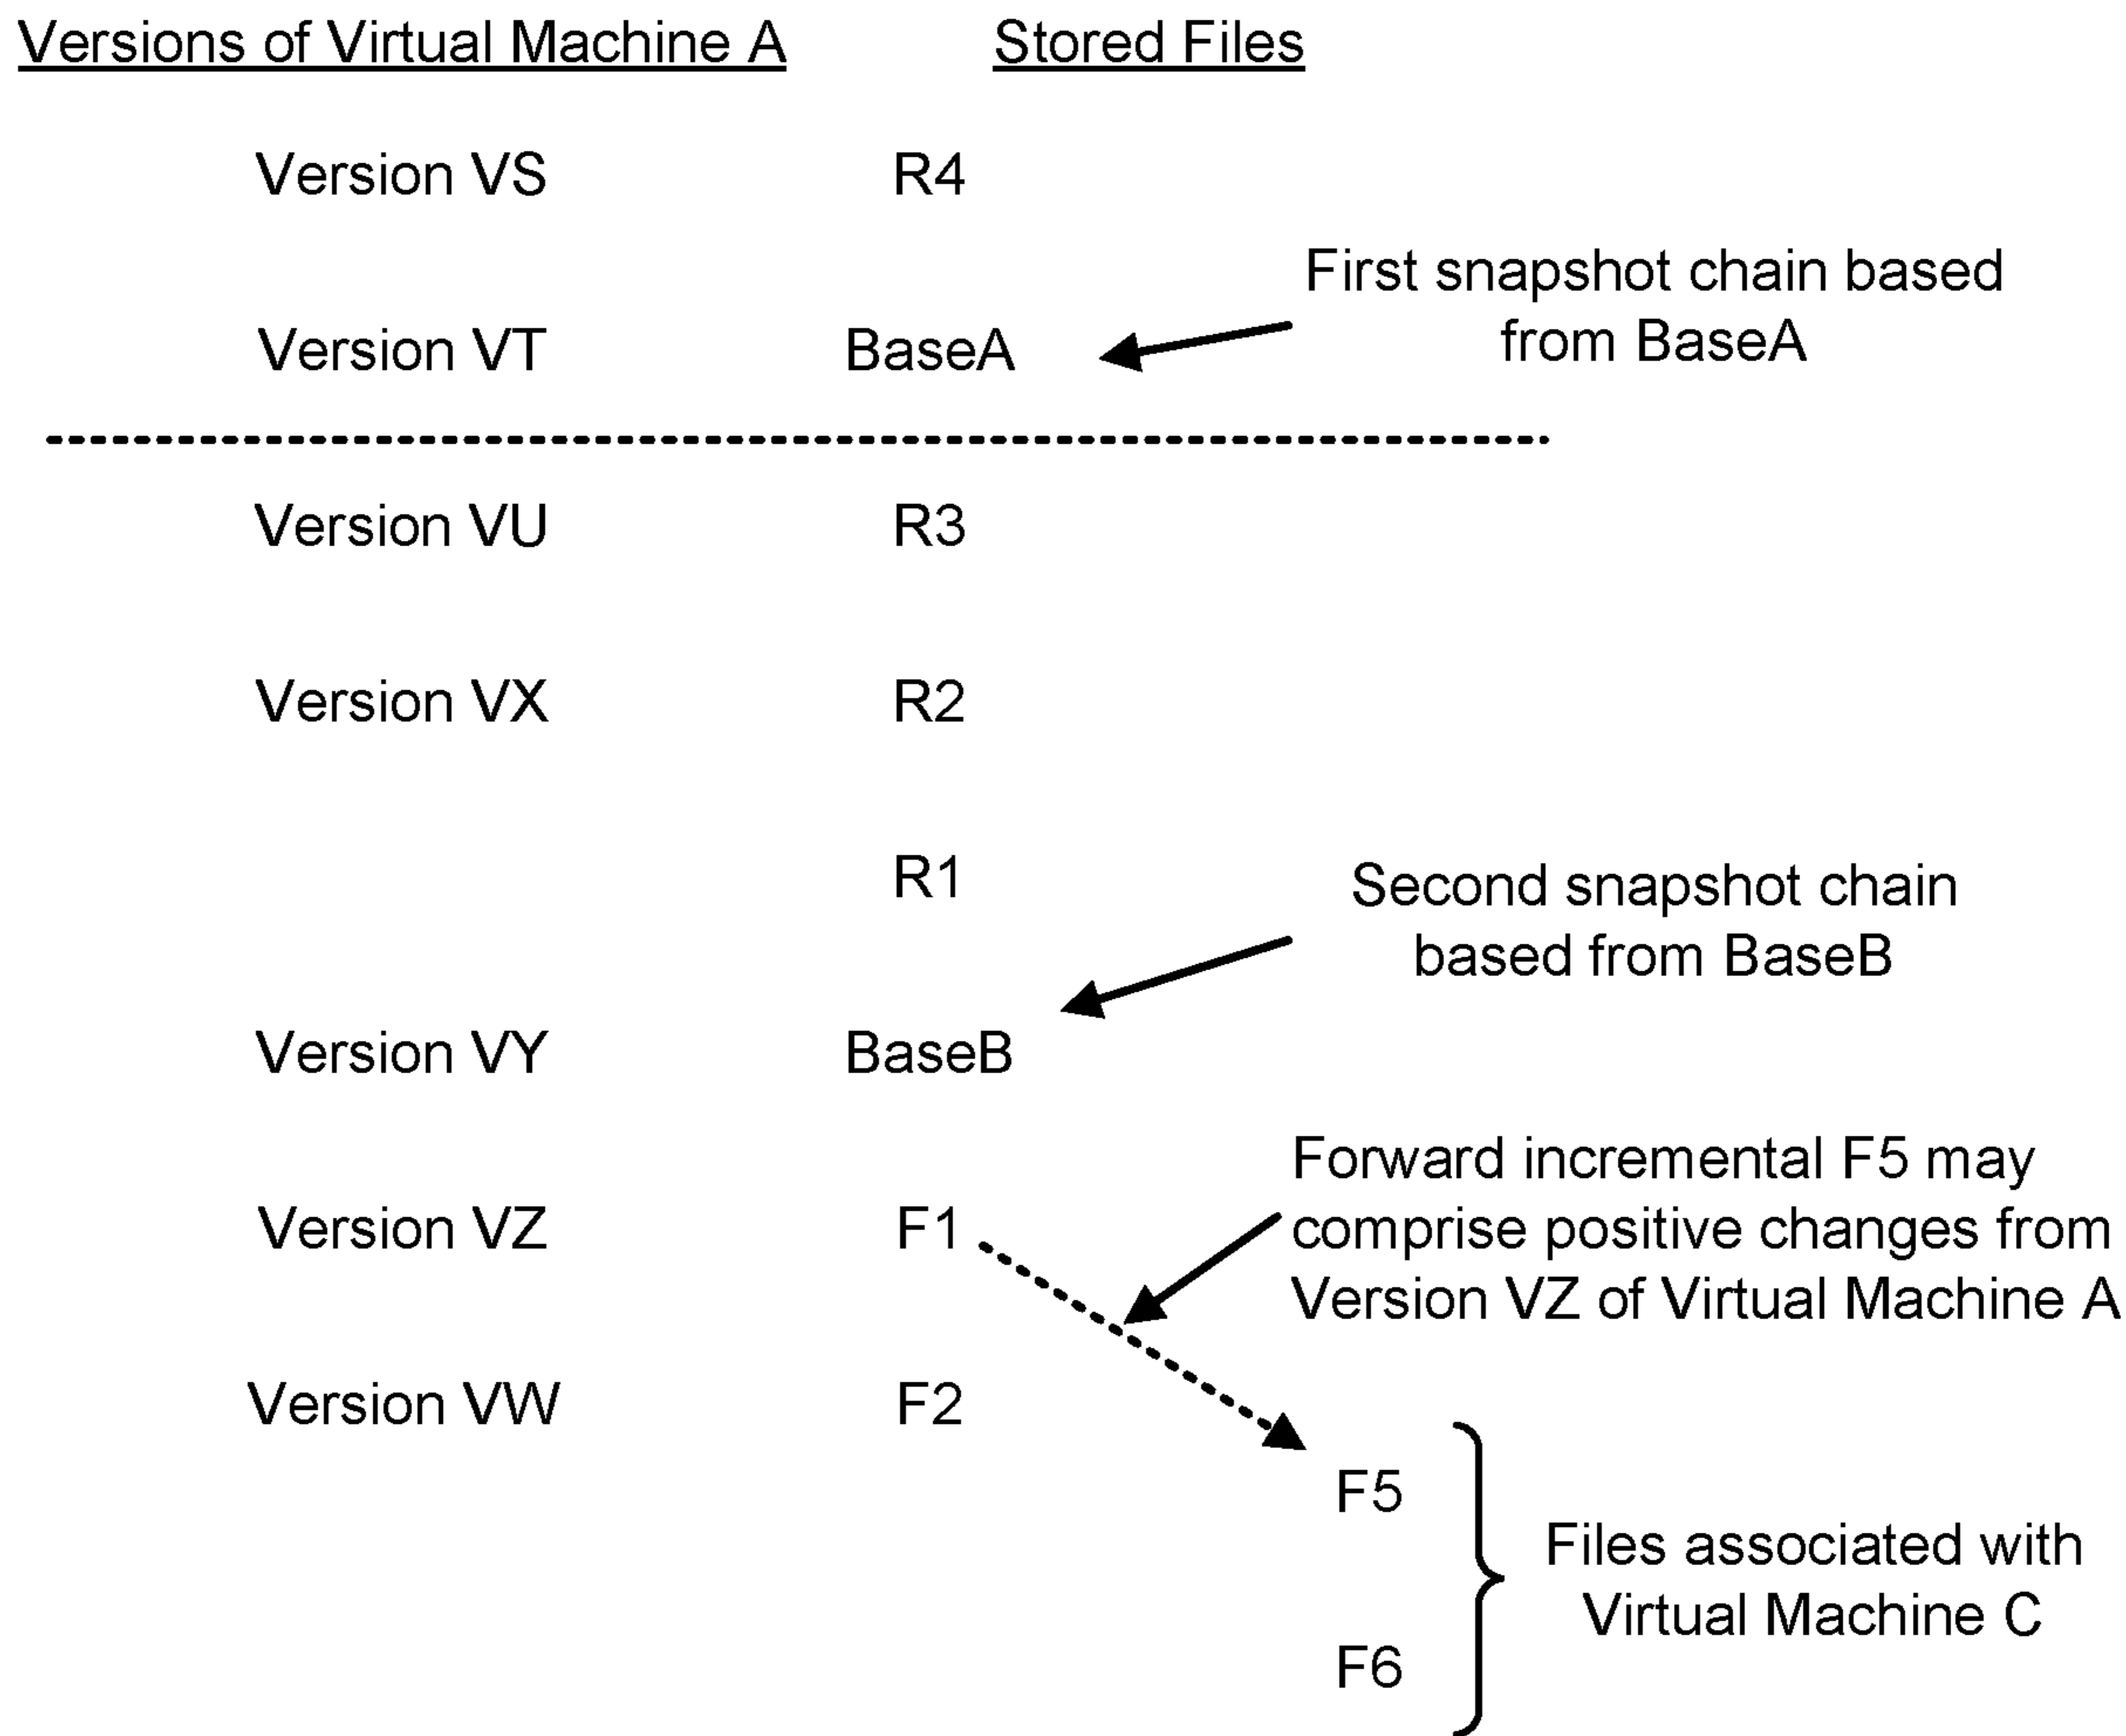 Versions of Virtual Machine A
Stored Files
Version VS
R4
First snapshot chain based
from BaseA
Version VT
BaseA
Version VU
R3
Version VX
R2
R1
Second snapshot chain
based from BaseB
Version VY
BaseB
Forward incremental F5 may
comprise positive changes from
Version VZ of Virtual Machine A
Version VZ
F1
Version VW
F2
F5
Files associated with
Virtual Machine C
F6